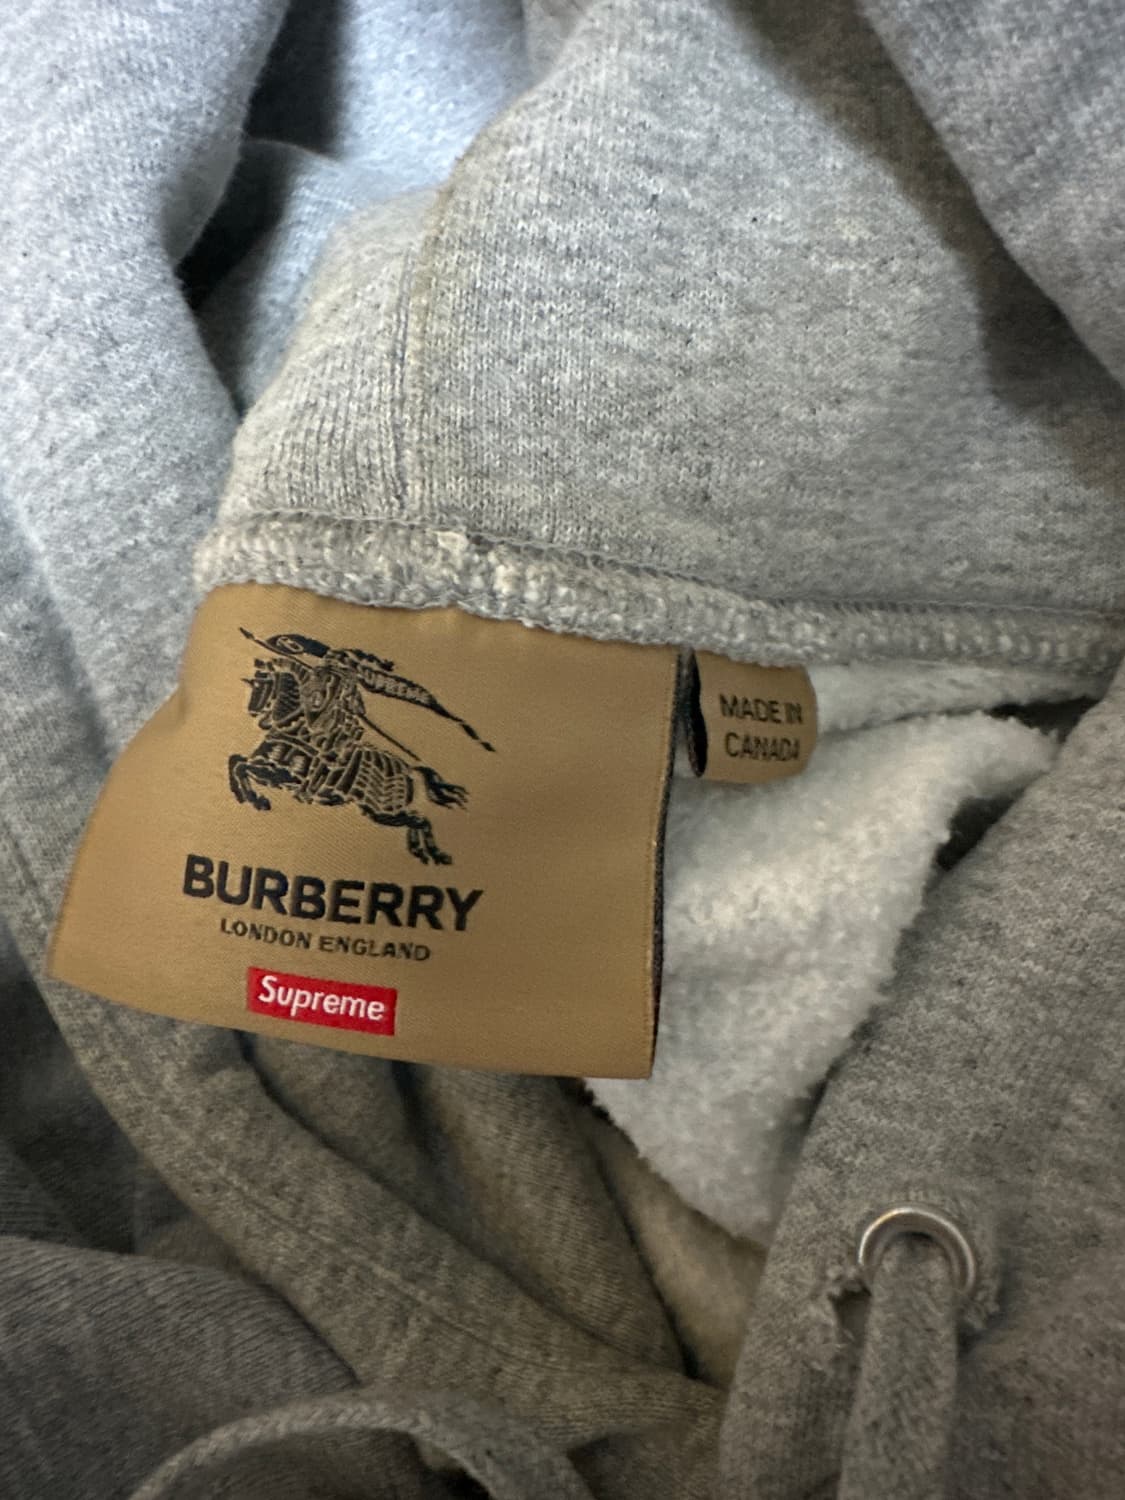 SUPREME
BURBERRY
LONDON ENGLAND
Supreme
MADE IN
CANADA